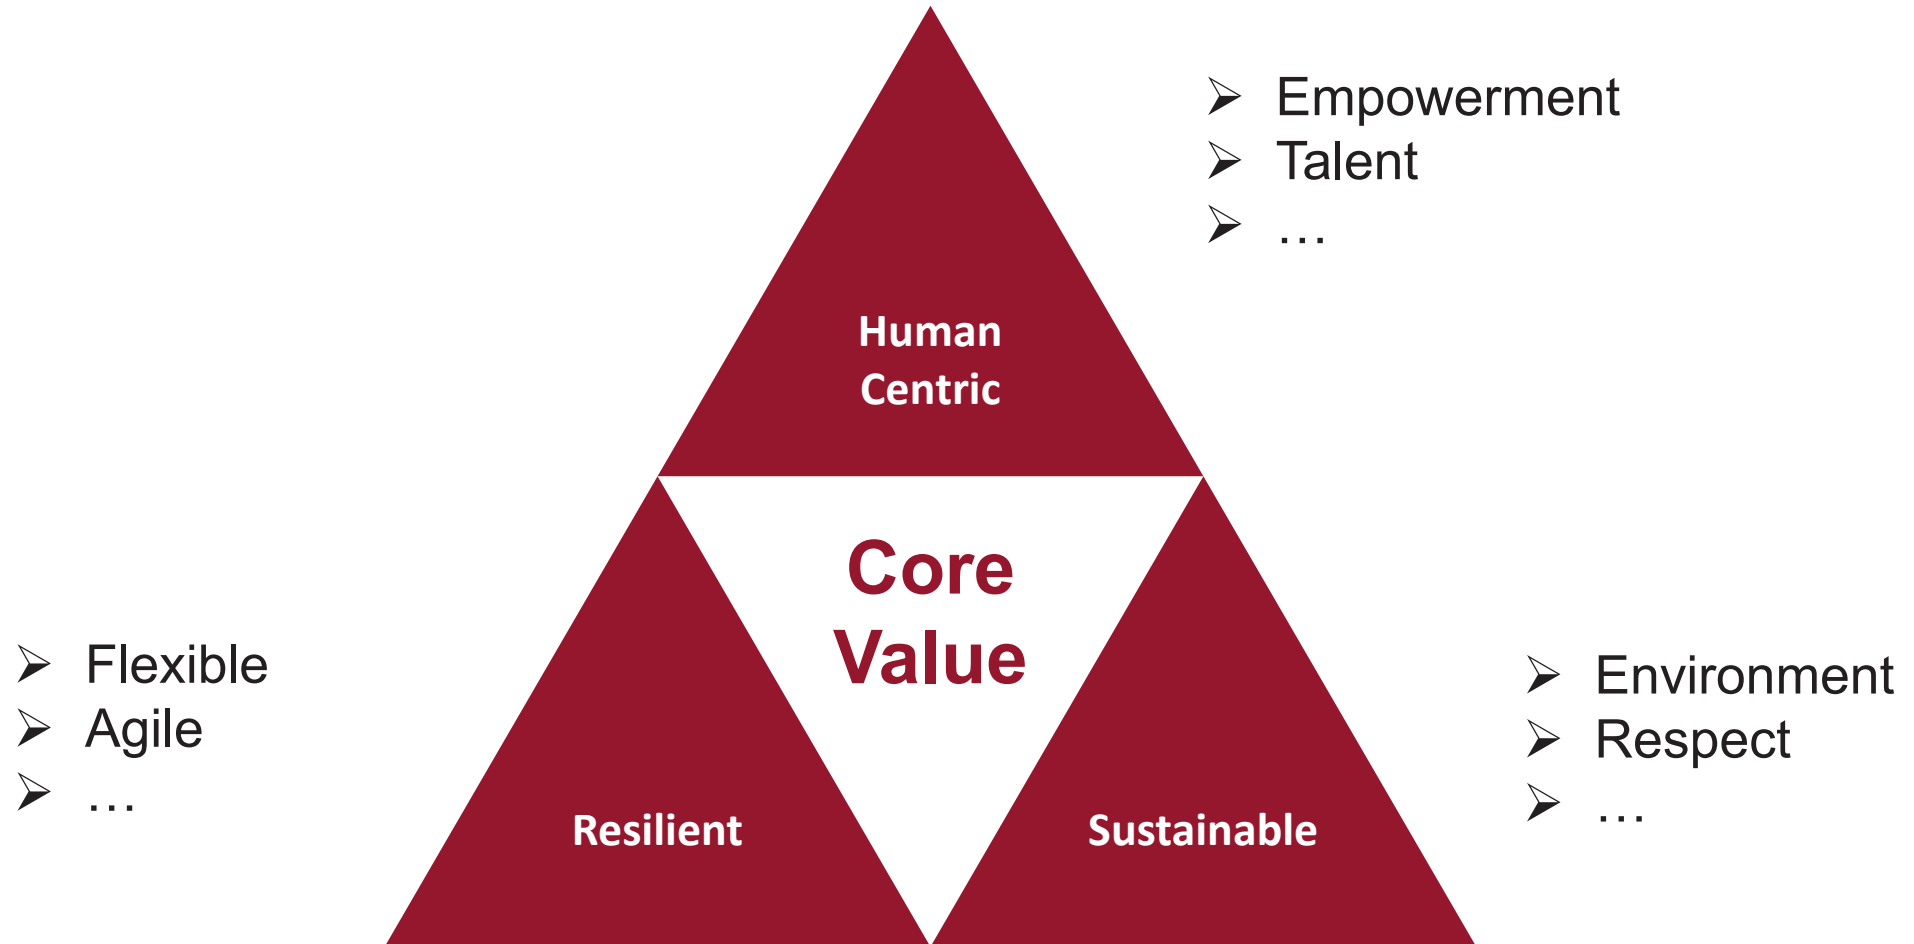 ➢ Empowerment
➢ Talent
➢ …
Human
Centric
Core
Value
➢ Flexible
➢ Agile
➢ …
Resilient
Sustainable
➢ Environment
➢ Respect
➢ …